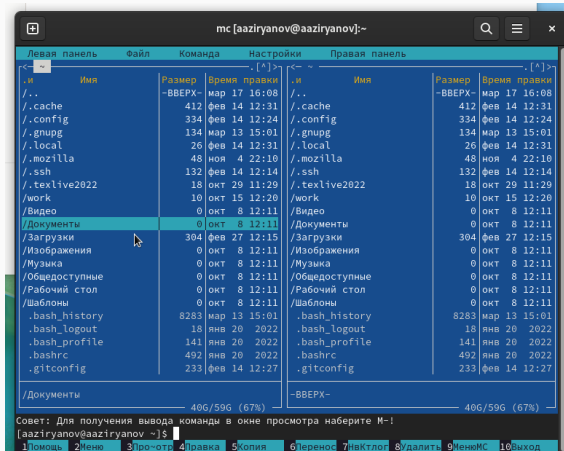 mc [aaziryanov@aaziryanov]:~
Левая панель Файл Команда Настройки Правая панель
<- ~ .[^]> <- ~ .[^]>
.и Имя Размер Время правки .и Имя Размер Время правки
/.. -ВВЕРХ- мар 17 16:08 /.. -ВВЕРХ- мар 17 16:08
/.cache 412 фев 14 12:31 /.cache 412 фев 14 12:31
/.config 334 фев 14 12:24 /.config 334 фев 14 12:24
/.gnupg 134 мар 13 15:01 /.gnupg 134 мар 13 15:01
/.local 26 фев 14 12:31 /.local 26 фев 14 12:31
/.mozilla 48 ноя 4 22:10 /.mozilla 48 ноя 4 22:10
/.ssh 132 фев 14 12:14 /.ssh 132 фев 14 12:14
/.texlive2022 18 окт 29 11:29 /.texlive2022 18 окт 29 11:29
/work 10 окт 15 12:20 /work 10 окт 15 12:20
/Видео 0 окт 8 12:11 /Видео 0 окт 8 12:11
/Документы 0 окт 8 12:11 /Документы 0 окт 8 12:11
/Загрузки 304 фев 27 12:15 /Загрузки 304 фев 27 12:15
/Изображения 0 окт 8 12:11 /Изображения 0 окт 8 12:11
/Музыка 0 окт 8 12:11 /Музыка 0 окт 8 12:11
/Общедоступные 0 окт 8 12:11 /Общедоступные 0 окт 8 12:11
/Рабочий стол 0 окт 8 12:11 /Рабочий стол 0 окт 8 12:11
/Шаблоны 0 окт 8 12:11 /Шаблоны 0 окт 8 12:11
.bash_history 8283 мар 13 15:01 .bash_history 8283 мар 13 15:01
.bash_logout 18 янв 20 2022 .bash_logout 18 янв 20 2022
.bash_profile 141 янв 20 2022 .bash_profile 141 янв 20 2022
.bashrc 492 янв 20 2022 .bashrc 492 янв 20 2022
.gitconfig 233 фев 14 12:27 .gitconfig 233 фев 14 12:27
/Документы -ВВЕРХ-
40G/59G (67%) 40G/59G (67%)
Совет: Для получения вывода команды в окне просмотра наберите M-!
[aaziryanov@aaziryanov ~]$
1Помощь 2Меню 3Про~отр 4Правка 5Копия 6Перенос 7НвКтлог 8Удалить 9МенюMC 10Выход